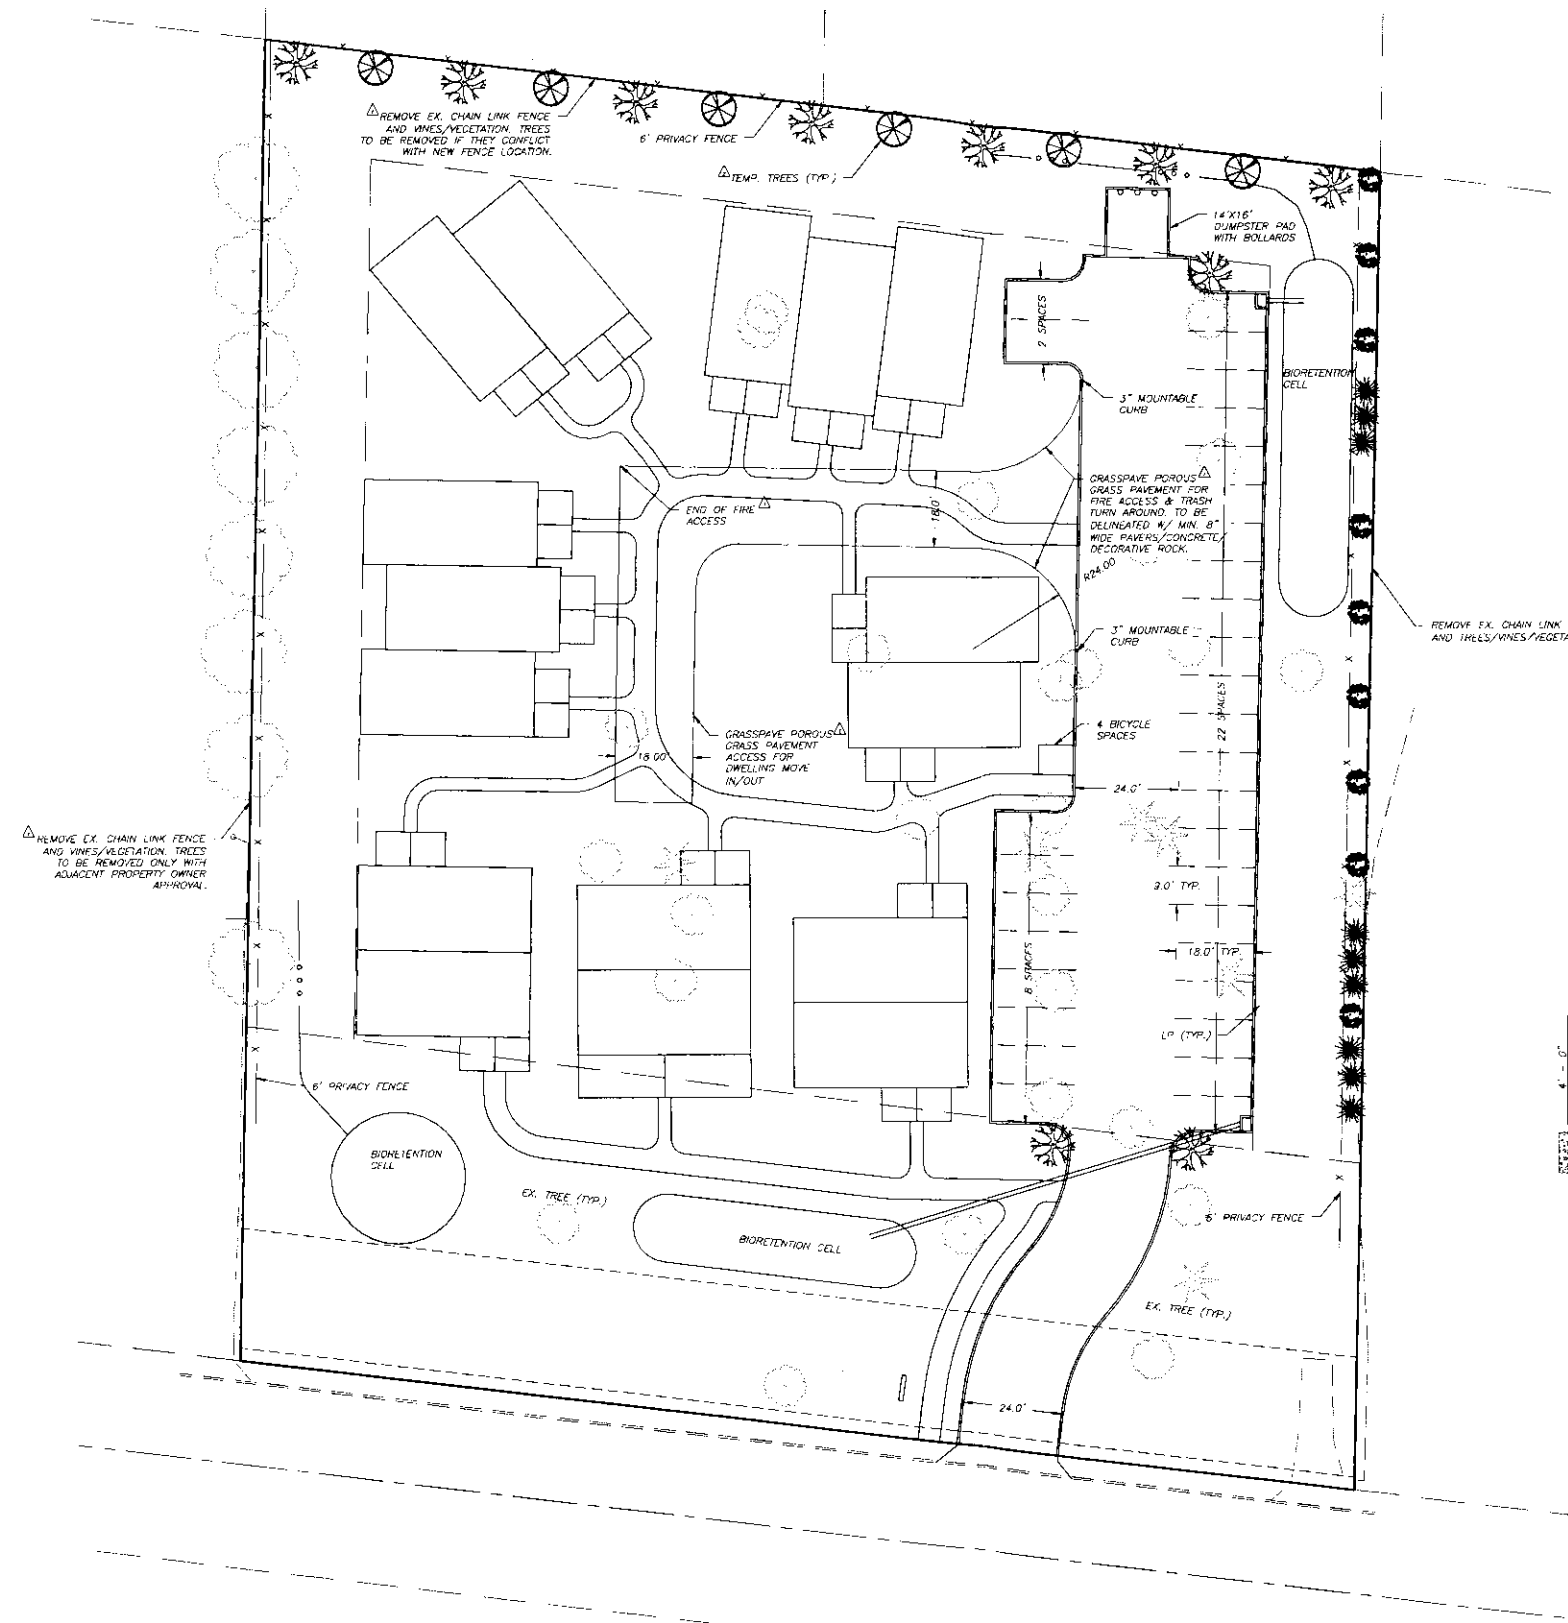 REMOVE EX. CHAIN LINK FENCE
AND VINES/VEGETATION. TREES
TO BE REMOVED IF THEY CONFLICT
WITH NEW FENCE LOCATION.
6' PRIVACY FENCE
TEMP. TREES (TYP.)
14'X16'
DUMPSTER PAD
WITH BOLLARDS
2 SPACES
BIORETENTION
CELL
3" MOUNTABLE
CURB
GRASSPAVE POROUS
GRASS PAVEMENT FOR
FIRE ACCESS & TRASH
TURN AROUND. TO BE
DELINEATED W/ MIN. 8"
WIDE PAVERS/CONCRETE/
DECORATIVE ROCK.
END OF FIRE
ACCESS
18.0'
R24.00
3" MOUNTABLE
CURB
REMOVE EX. CHAIN LINK
AND TREES/VINES/VEGETA
22 SPACES
4 BICYCLE
SPACES
GRASSPAVE POROUS
GRASS PAVEMENT
ACCESS FOR
DWELLING MOVE
IN/OUT
18.00'
24.0'
REMOVE EX. CHAIN LINK FENCE
AND VINES/VEGETATION. TREES
TO BE REMOVED ONLY WITH
ADJACENT PROPERTY OWNER
APPROVAL.
9.0' TYP.
8 SPACES
18.0' TYP.
LP (TYP.)
6' PRIVACY FENCE
4' - 0"
BIORETENTION
CELL
EX. TREE (TYP.)
BIORETENTION CELL
6' PRIVACY FENCE
EX. TREE (TYP.)
24.0'